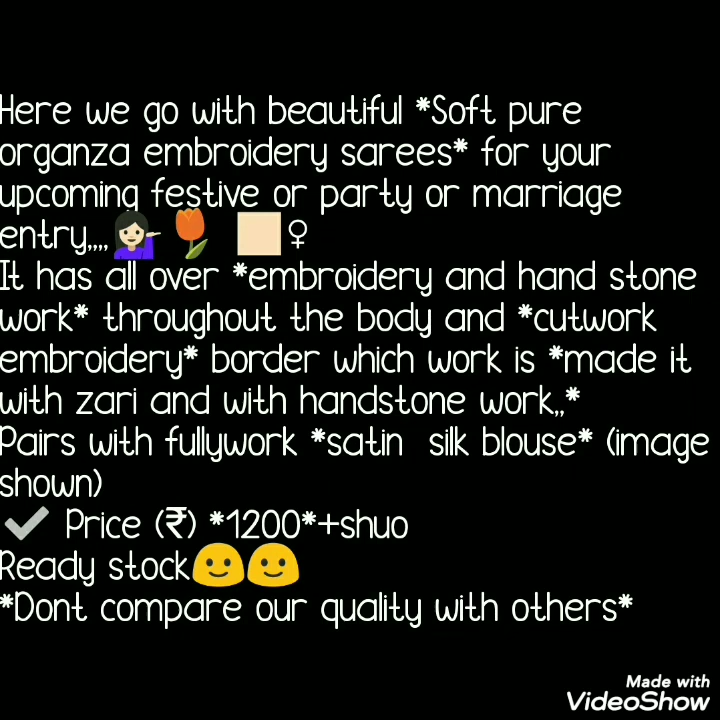 Here we go with beautiful *Soft pure
organza embroidery sarees* for your
upcoming festive or party or marriage
entry,,,,💁🏻🌷 🏻♀
It has all over *embroidery and hand stone
work* throughout the body and *cutwork
embroidery* border which work is *made it
with zari and with handstone work,,*
Pairs with fullywork *satin  silk blouse* (image
shown)
✔ Price (₹) *1200*+shuo
Ready stock🙂🙂
*Dont compare our quality with others*
Made with
VideoShow